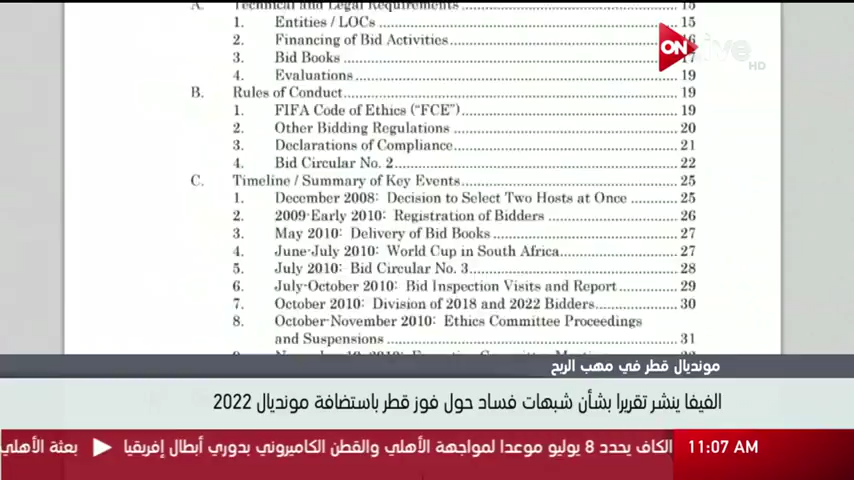 A. Technical and Legal Requirements 15
1. Entities / LOCs 15
2. Financing of Bid Activities 16
3. Bid Books 17
4. Evaluations 19
B. Rules of Conduct 19
1. FIFA Code of Ethics (“FCE”) 19
2. Other Bidding Regulations 20
3. Declarations of Compliance 21
4. Bid Circular No. 2 22
C. Timeline / Summary of Key Events 25
1. December 2008: Decision to Select Two Hosts at Once 25
2. 2009-Early 2010: Registration of Bidders 26
3. May 2010: Delivery of Bid Books 27
4. June-July 2010: World Cup in South Africa 27
5. July 2010: Bid Circular No. 3 28
6. July-October 2010: Bid Inspection Visits and Report 29
7. October 2010: Division of 2018 and 2022 Bidders 30
8. October-November 2010: Ethics Committee Proceedings
and Suspensions 31
ON live
HD
مونديال قطر في مهب الريح
الفيفا ينشر تقريرا بشأن شبهات فساد حول فوز قطر باستضافة مونديال 2022
الكاف يحدد 8 يوليو موعدا لمواجهة الأهلي والقطن الكاميروني بدوري أبطال إفريقيا
بعثة الأهلي
11:07 AM